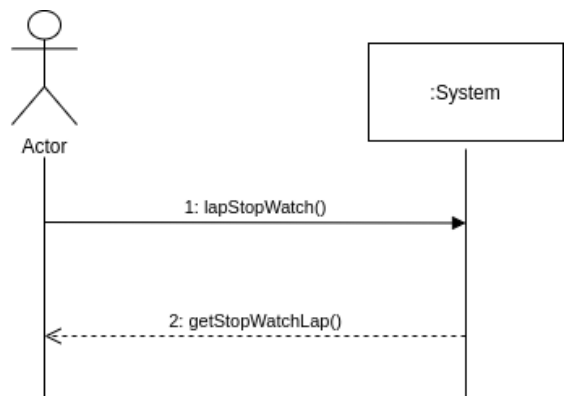 :System
Actor
1: lapStopWatch()
2: getStopWatchLap()